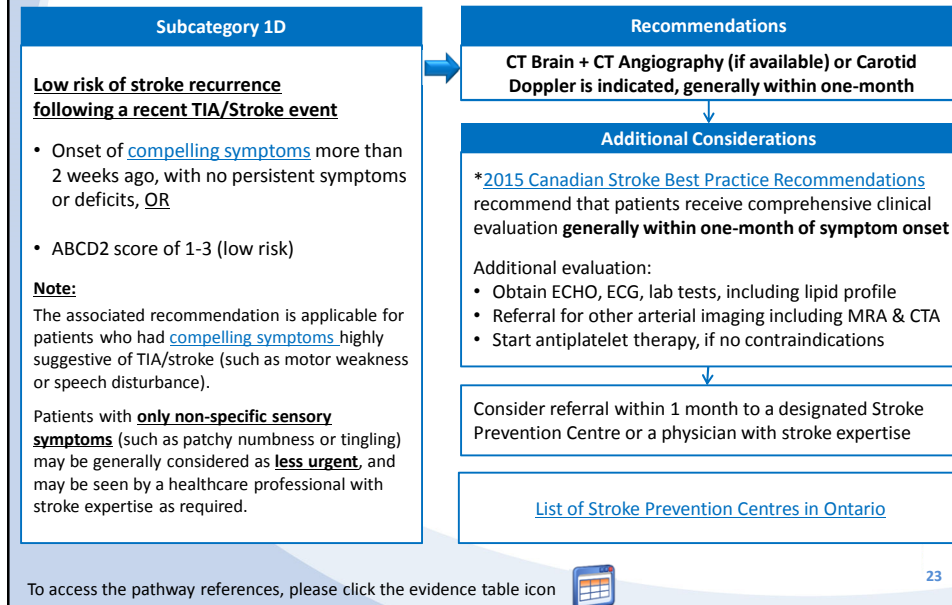 Subcategory 1D
Low risk of stroke recurrence
following a recent TIA/Stroke event
• Onset of compelling symptoms more than
2 weeks ago, with no persistent symptoms
or deficits, OR
• ABCD2 score of 1-3 (low risk)
Note:
The associated recommendation is applicable for
patients who had compelling symptoms highly
suggestive of TIA/stroke (such as motor weakness
or speech disturbance).
Patients with only non-specific sensory
symptoms (such as patchy numbness or tingling)
may be generally considered as less urgent, and
may be seen by a healthcare professional with
stroke expertise as required.
Recommendations
CT Brain + CT Angiography (if available) or Carotid
Doppler is indicated, generally within one-month
Additional Considerations
*2015 Canadian Stroke Best Practice Recommendations
recommend that patients receive comprehensive clinical
evaluation generally within one-month of symptom onset
Additional evaluation:
• Obtain ECHO, ECG, lab tests, including lipid profile
• Referral for other arterial imaging including MRA & CTA
• Start antiplatelet therapy, if no contraindications
Consider referral within 1 month to a designated Stroke
Prevention Centre or a physician with stroke expertise
List of Stroke Prevention Centres in Ontario
To access the pathway references, please click the evidence table icon
23